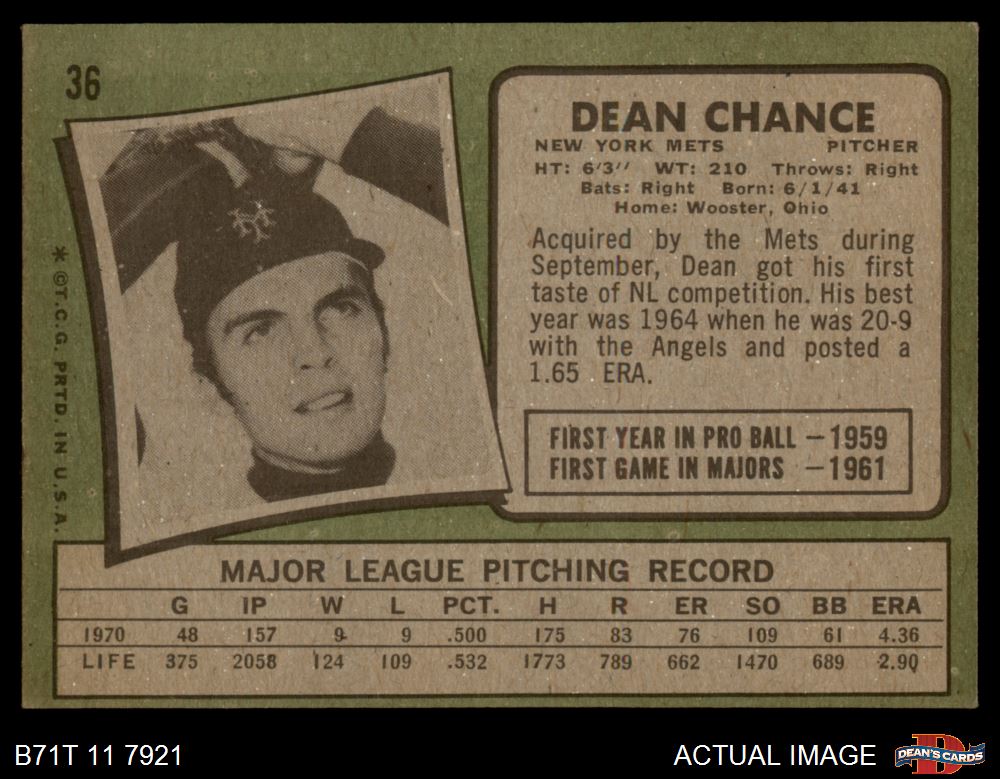 36
DEAN CHANCE
NEW YORK METS PITCHER
HT: 6'3" WT: 210 Throws: Right
Bats: Right Born: 6/1/41
Home: Wooster, Ohio
Acquired by the Mets during
September, Dean got his first
taste of NL competition. His best
year was 1964 when he was 20-9
with the Angels and posted a
1.65 ERA.
FIRST YEAR IN PRO BALL – 1959
FIRST GAME IN MAJORS – 1961
* ©T.C.G. PRTD. IN U.S.A.
MAJOR LEAGUE PITCHING RECORD
G IP W L PCT. H R ER SO BB ERA
1970 48 157 9 9 .500 175 83 76 109 61 4.36
LIFE 375 2058 124 109 .532 1773 789 662 1470 689 2.90
B71T 11 7921
ACTUAL IMAGE
D
DEAN'S CARDS